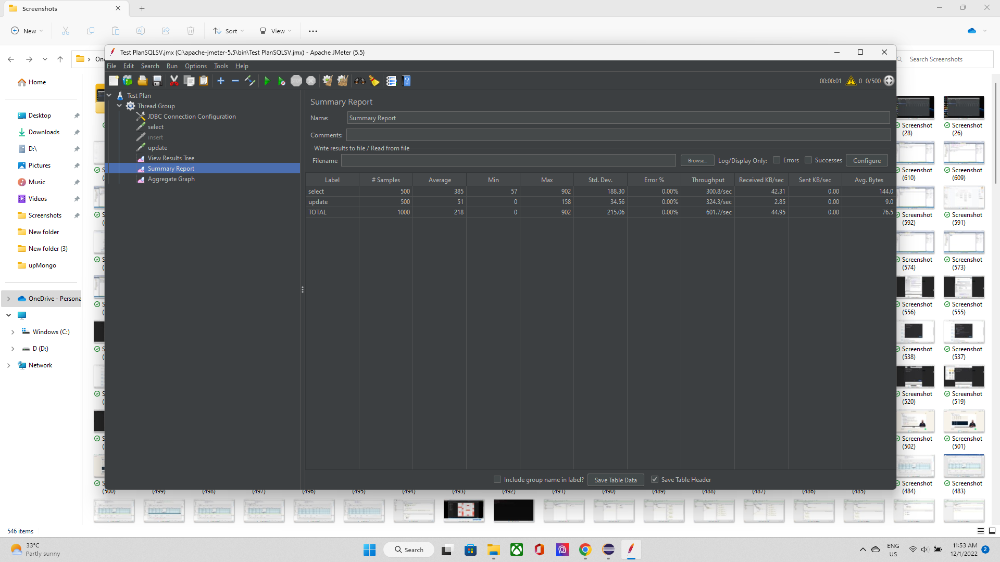 Screenshots
New
Sort
View
Search Screenshots
Test PlanSQLSV.jmx (C:\apache-jmeter-5.5\bin\Test PlanSQLSV.jmx) - Apache JMeter (5.5)
File Edit Search Run Options Tools Help
00:00:01 0 0/500
Home
Desktop
Downloads
D:\
Pictures
Music
Videos
Screenshots
New folder
New folder (3)
upMongo
OneDrive - Persona
Windows (C:)
D (D:)
Network
Test Plan
Thread Group
JDBC Connection Configuration
select
insert
update
View Results Tree
Summary Report
Aggregate Graph
Summary Report
Name: Summary Report
Comments:
Write results to file / Read from file
Filename Browse... Log/Display Only: Errors Successes Configure
Label # Samples Average Min Max Std. Dev. Error % Throughput Received KB/sec Sent KB/sec Avg. Bytes
select 500 385 57 902 188.30 0.00% 300.8/sec 42.31 0.00 144.0
update 500 51 0 158 34.56 0.00% 324.3/sec 2.85 0.00 9.0
TOTAL 1000 218 0 902 215.06 0.00% 601.7/sec 44.95 0.00 76.5
Include group name in label? Save Table Data Save Table Header
Screenshot (28) Screenshot (26)
Screenshot (610) Screenshot (609)
Screenshot (592) Screenshot (591)
Screenshot (574) Screenshot (573)
Screenshot (556) Screenshot (555)
Screenshot (538) Screenshot (537)
Screenshot (520) Screenshot (519)
Screenshot (502) Screenshot (501)
Screenshot (484) Screenshot (483)
(500) (499) (498) (497) (496) (495) (494) (493) (492) (491) (490) (489) (488) (487) (486) (485)
546 items
33°C
Partly sunny
Search
ENG
US
11:53 AM
12/1/2022
2